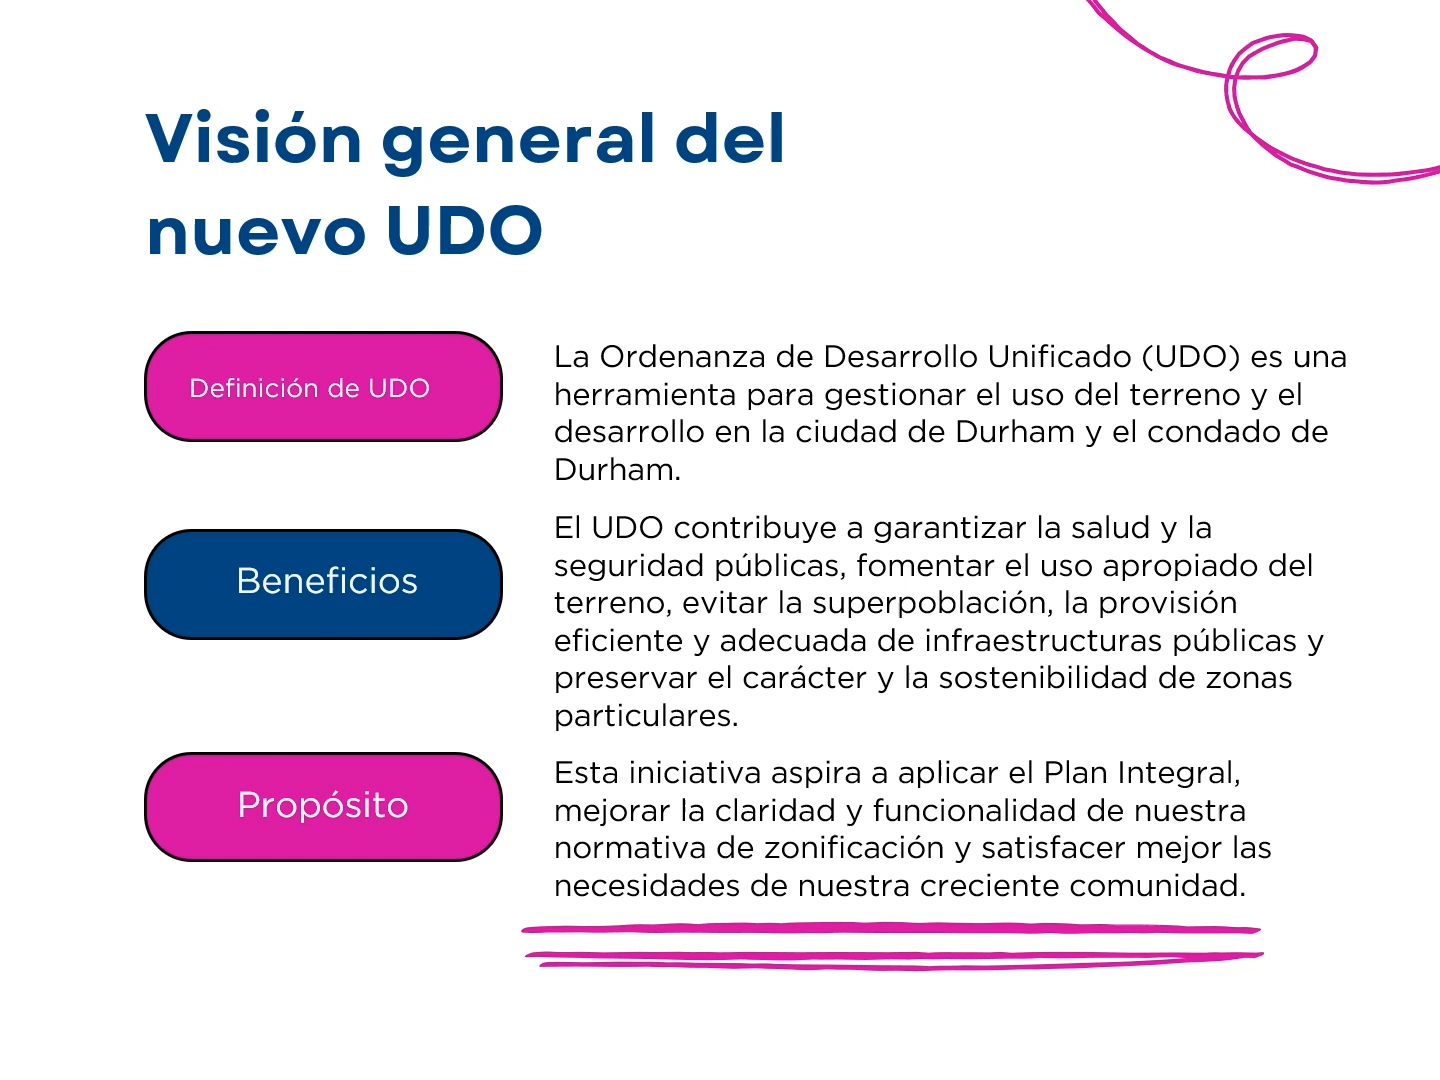 Visión general del
nuevo UDO
Definición de UDO
La Ordenanza de Desarrollo Unificado (UDO) es una
herramienta para gestionar el uso del terreno y el
desarrollo en la ciudad de Durham y el condado de
Durham.
Beneficios
El UDO contribuye a garantizar la salud y la
seguridad públicas, fomentar el uso apropiado del
terreno, evitar la superpoblación, la provisión
eficiente y adecuada de infraestructuras públicas y
preservar el carácter y la sostenibilidad de zonas
particulares.
Propósito
Esta iniciativa aspira a aplicar el Plan Integral,
mejorar la claridad y funcionalidad de nuestra
normativa de zonificación y satisfacer mejor las
necesidades de nuestra creciente comunidad.